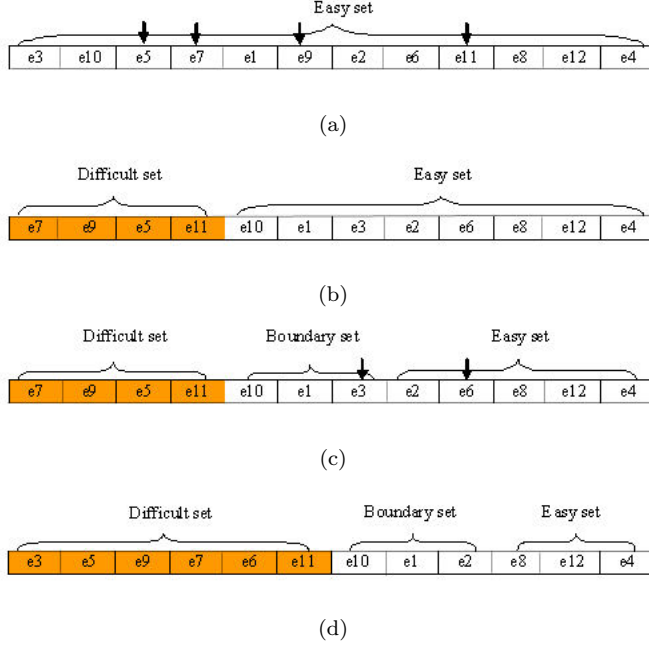 Easy set
e3 e10 e5 e7 e1 e9 e2 e6 e11 e8 e12 e4
(a)
Difficult set Easy set
e7 e9 e5 e11 e10 e1 e3 e2 e6 e8 e12 e4
(b)
Difficult set Boundary set Easy set
e7 e9 e5 e11 e10 e1 e3 e2 e6 e8 e12 e4
(c)
Difficult set Boundary set Easy set
e3 e5 e9 e7 e6 e11 e10 e1 e2 e8 e12 e4
(d)